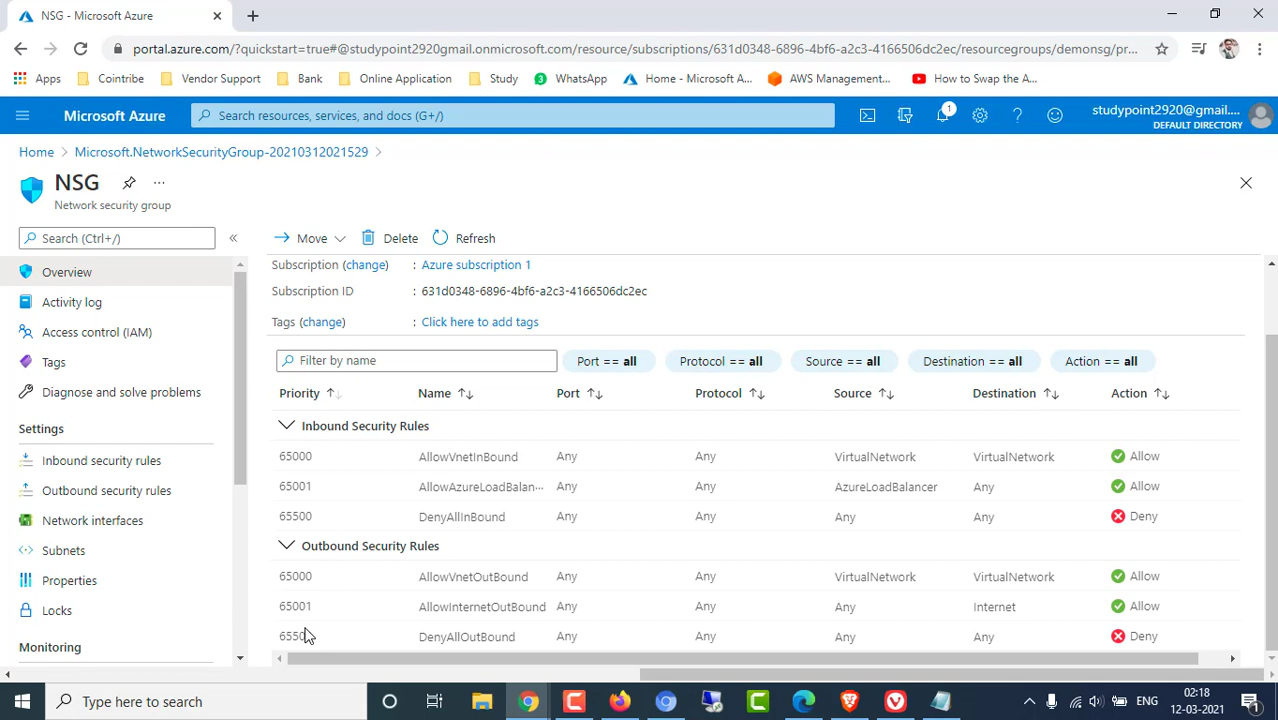 NSG - Microsoft Azure
portal.azure.com/?quickstart=true#@studypoint2920gmail.onmicrosoft.com/resource/subscriptions/631d0348-6896-4bf6-a2c3-4166506dc2ec/resourcegroups/demonsg/pr...
Apps Cointribe Vendor Support Bank Online Application Study 3 WhatsApp Home - Microsoft A... AWS Management... How to Swap the A...
Microsoft Azure Search resources, services, and docs (G+/) 1 studypoint2920@gmail....
DEFAULT DIRECTORY
Home > Microsoft.NetworkSecurityGroup-20210312021529 >
NSG ...
Network security group
Search (Ctrl+/) «
Move Delete Refresh
Overview
Activity log
Access control (IAM)
Tags
Diagnose and solve problems
Settings
Inbound security rules
Outbound security rules
Network interfaces
Subnets
Properties
Locks
Monitoring
Subscription (change) : Azure subscription 1
Subscription ID : 631d0348-6896-4bf6-a2c3-4166506dc2ec
Tags (change) : Click here to add tags
Filter by name Port == all Protocol == all Source == all Destination == all Action == all
Priority Name Port Protocol Source Destination Action
Inbound Security Rules
65000 AllowVnetInBound Any Any VirtualNetwork VirtualNetwork Allow
65001 AllowAzureLoadBalan... Any Any AzureLoadBalancer Any Allow
65500 DenyAllInBound Any Any Any Any Deny
Outbound Security Rules
65000 AllowVnetOutBound Any Any VirtualNetwork VirtualNetwork Allow
65001 AllowInternetOutBound Any Any Any Internet Allow
DenyAllOutBound Any Any Any Any Deny
Type here to search ENG 02:18
12-03-2021 1